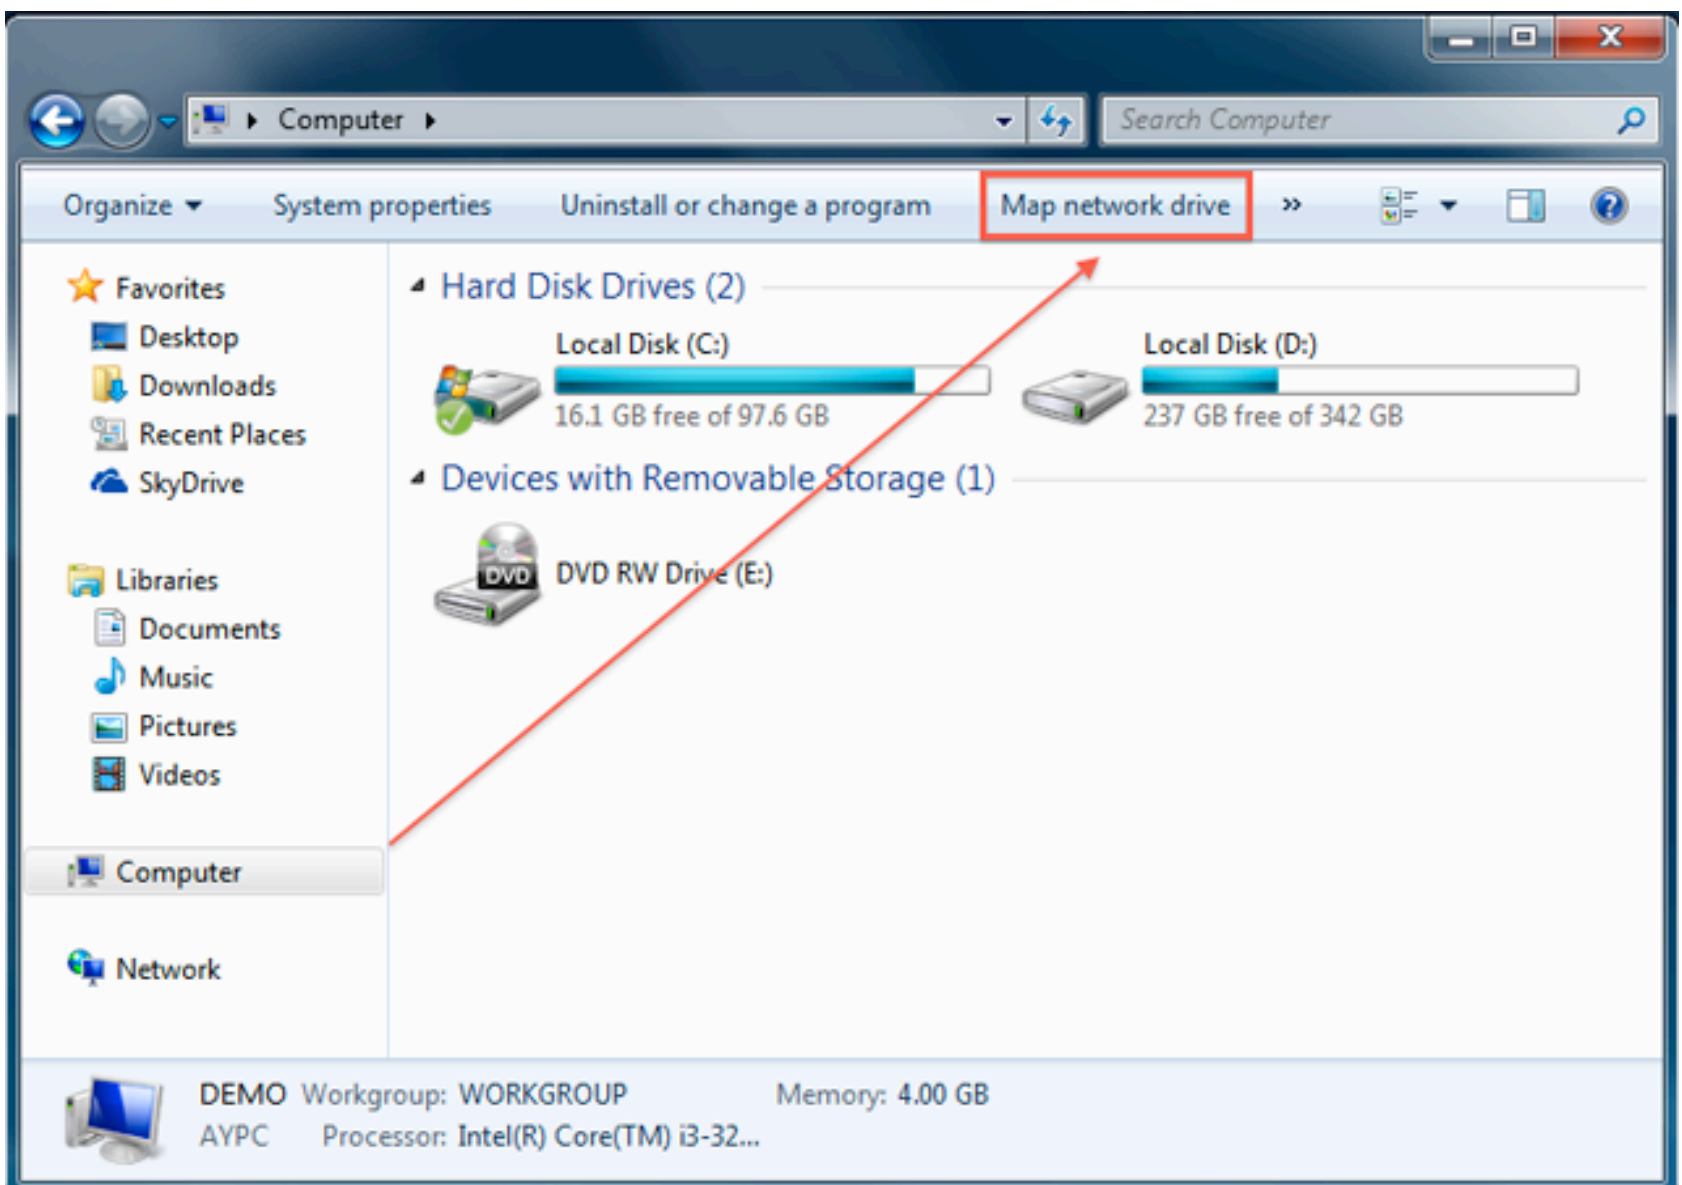 Computer
Search Computer
Organize
System properties
Uninstall or change a program
Map network drive
»
Favorites
Desktop
Downloads
Recent Places
SkyDrive
Libraries
Documents
Music
Pictures
Videos
Computer
Network
Hard Disk Drives (2)
Local Disk (C:)
16.1 GB free of 97.6 GB
Local Disk (D:)
237 GB free of 342 GB
Devices with Removable Storage (1)
DVD
DVD RW Drive (E:)
DEMO Workgroup: WORKGROUP Memory: 4.00 GB
AYPC Processor: Intel(R) Core(TM) i3-32...